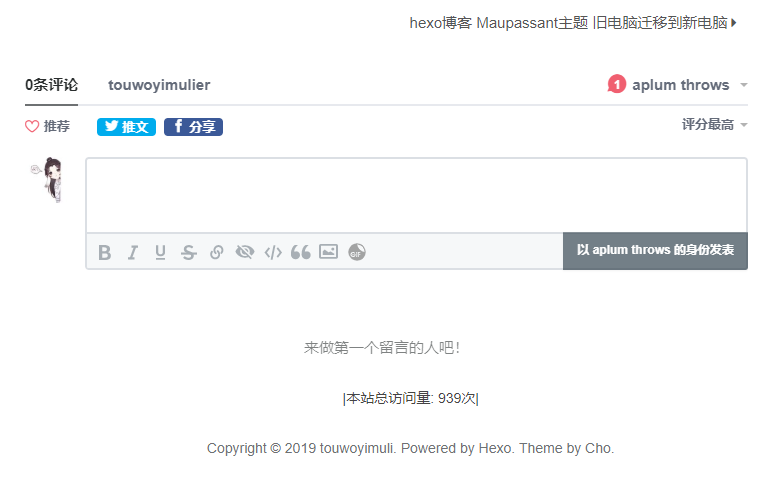 hexo博客 Maupassant主题 旧电脑迁移到新电脑
0条评论 touwoyimulier 1 aplum throws
推荐 推文 分享 评分最高
B I U S GIF 以 aplum throws 的身份发表
来做第一个留言的人吧！
|本站总访问量: 939次|
Copyright © 2019 touwoyimuli. Powered by Hexo. Theme by Cho.